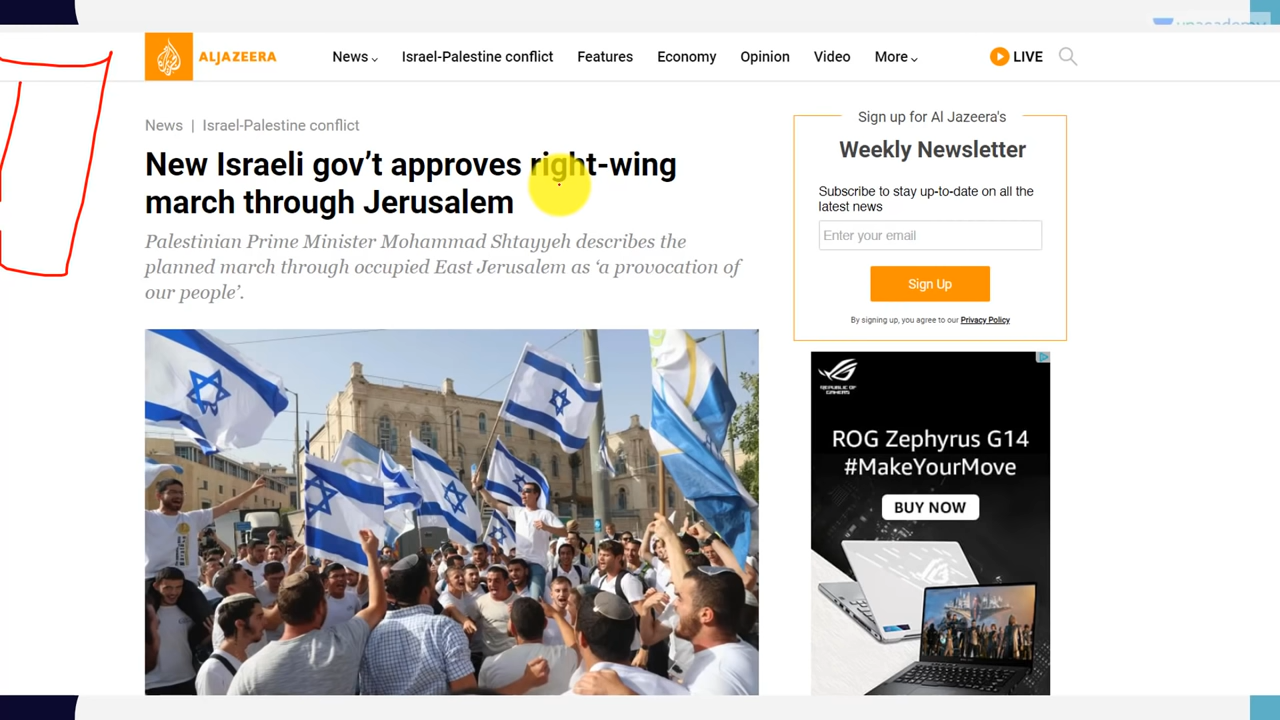 unacademy
ALJAZEERA
News
Israel-Palestine conflict
Features
Economy
Opinion
Video
More
LIVE
News | Israel-Palestine conflict
New Israeli gov’t approves right-wing
march through Jerusalem
Palestinian Prime Minister Mohammad Shtayyeh describes the
planned march through occupied East Jerusalem as ‘a provocation of
our people’.
Sign up for Al Jazeera's
Weekly Newsletter
Subscribe to stay up-to-date on all the
latest news
Enter your email
Sign Up
By signing up, you agree to our Privacy Policy
REPUBLIC OF
GAMERS
ROG Zephyrus G14
#MakeYourMove
BUY NOW